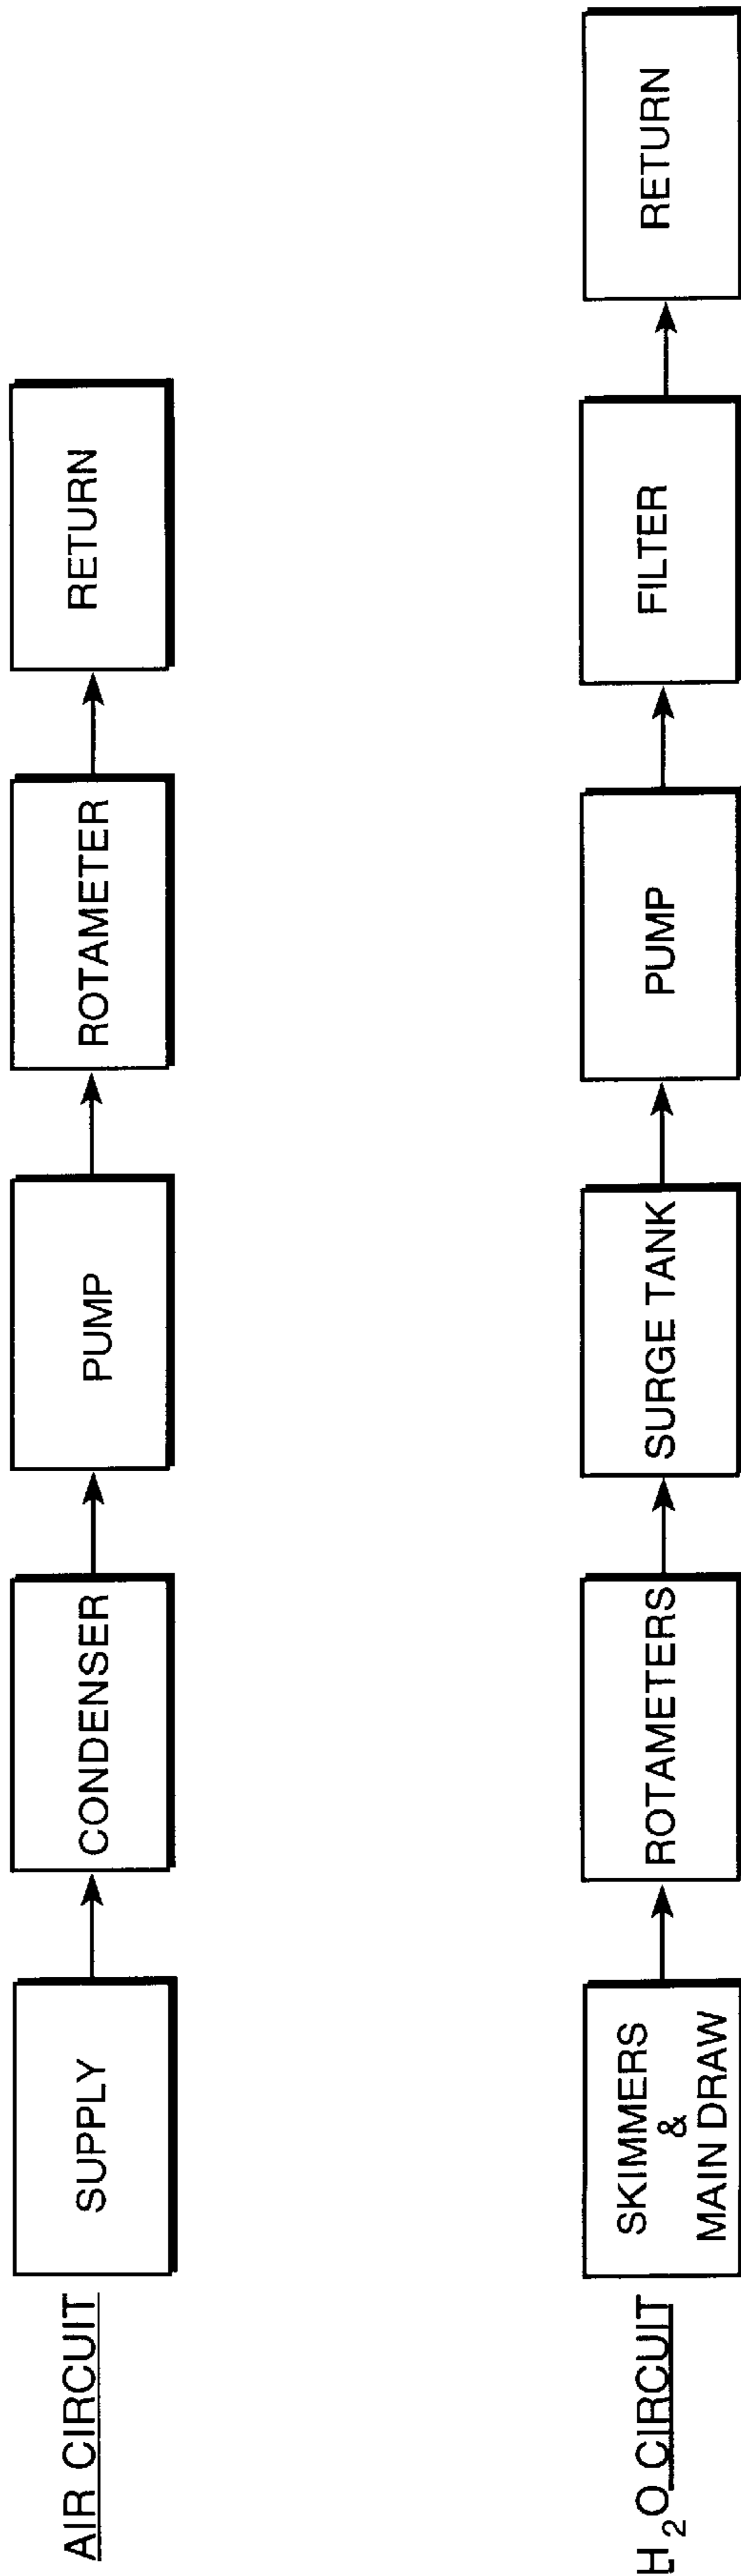 AIR CIRCUIT
SUPPLY
CONDENSER
PUMP
ROTAMETER
RETURN
H₂O CIRCUIT
SKIMMERS
&
MAIN DRAW
ROTAMETERS
SURGE TANK
PUMP
FILTER
RETURN